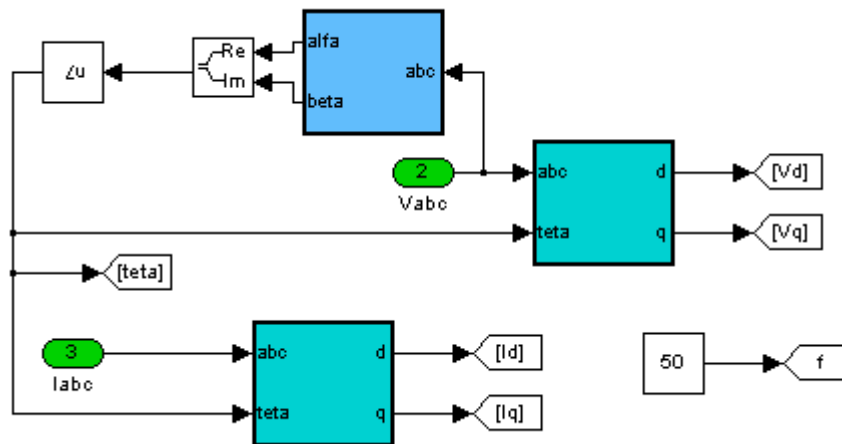 ∠u
Re
Im
alfa
beta
abc
2
Vabc
abc
teta
d
q
[Vd]
[Vq]
[teta]
3
Iabc
abc
teta
d
q
[Id]
[Iq]
50
f